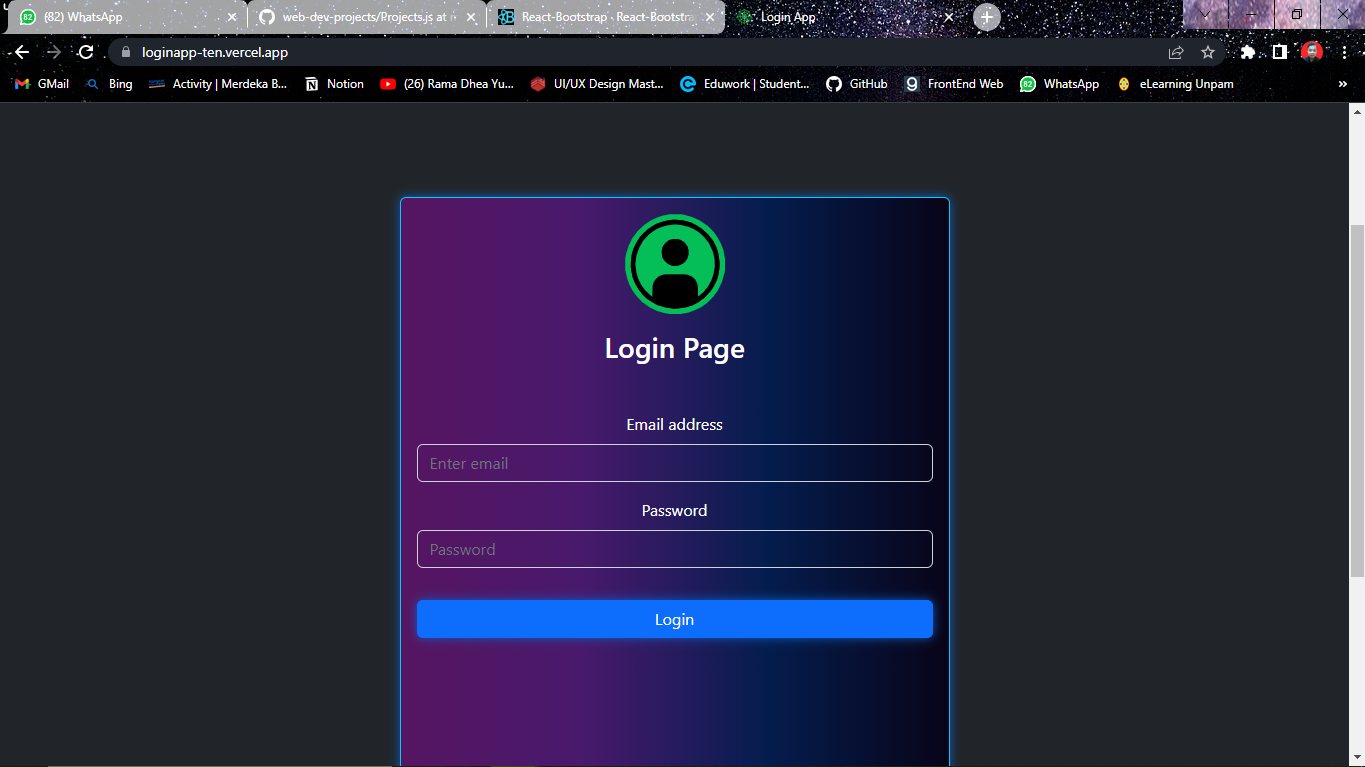 (82) WhatsApp
web-dev-projects/Projects.js at
React-Bootstrap · React-Bootstra
Login App
loginapp-ten.vercel.app
GMail
Bing
Activity | Merdeka B...
Notion
(26) Rama Dhea Yu...
UI/UX Design Mast...
Eduwork | Student...
GitHub
FrontEnd Web
WhatsApp
eLearning Unpam
»
Login Page
Email address
Enter email
Password
Password
Login